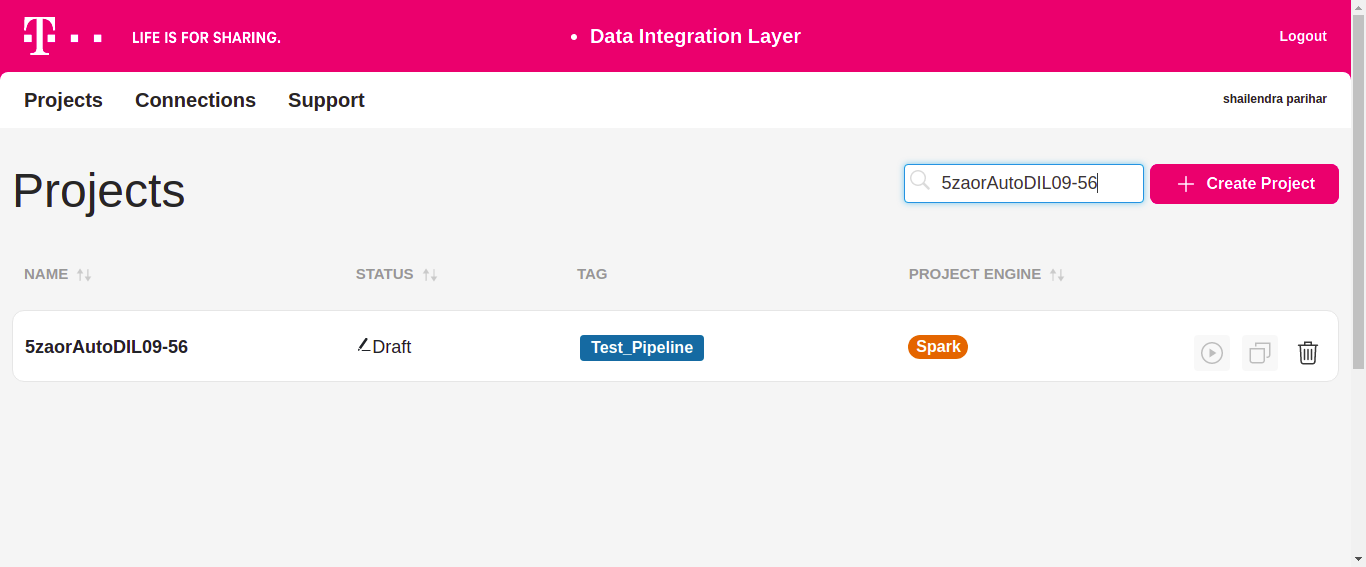 T
LIFE IS FOR SHARING.
Data Integration Layer
Logout
Projects
Connections
Support
shailendra parihar
Projects
5zaorAutoDIL09-56
Create Project
NAME
STATUS
TAG
PROJECT ENGINE
5zaorAutoDIL09-56
Draft
Test_Pipeline
Spark